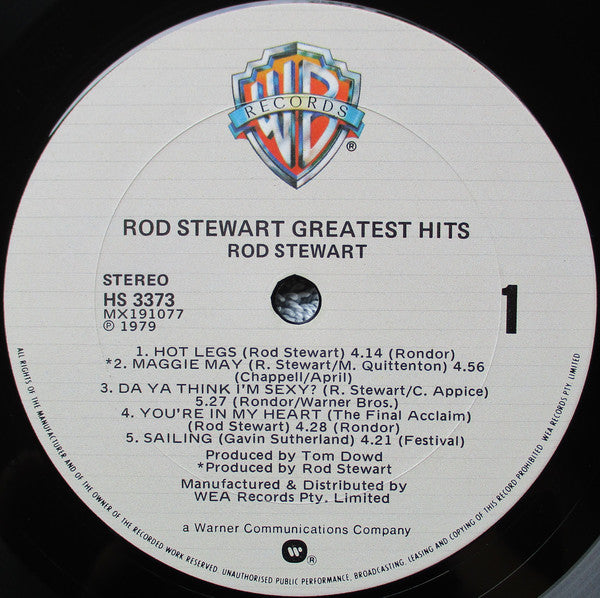 WB
RECORDS
®
ROD STEWART GREATEST HITS
ROD STEWART
STEREO
HS 3373
MX191077
℗ 1979
1
1. HOT LEGS (Rod Stewart) 4.14 (Rondor)
*2. MAGGIE MAY (R. Stewart/M. Quittenton) 4.56
(Chappell/April)
3. DA YA THINK I'M SEXY? (R. Stewart/C. Appice)
5.27 (Rondor/Warner Bros.)
4. YOU'RE IN MY HEART (The Final Acclaim)
(Rod Stewart) 4.28 (Rondor)
5. SAILING (Gavin Sutherland) 4.21 (Festival)
Produced by Tom Dowd
*Produced by Rod Stewart
Manufactured & Distributed by
WEA Records Pty. Limited
a Warner Communications Company
®
ALL RIGHTS OF THE MANUFACTURER AND OF THE OWNER OF THE RECORDED WORK RESERVED. UNAUTHORISED PUBLIC PERFORMANCE, BROADCASTING, LEASING AND COPYING OF THIS RECORD PROHIBITED. WEA RECORDS PTY. LIMITED